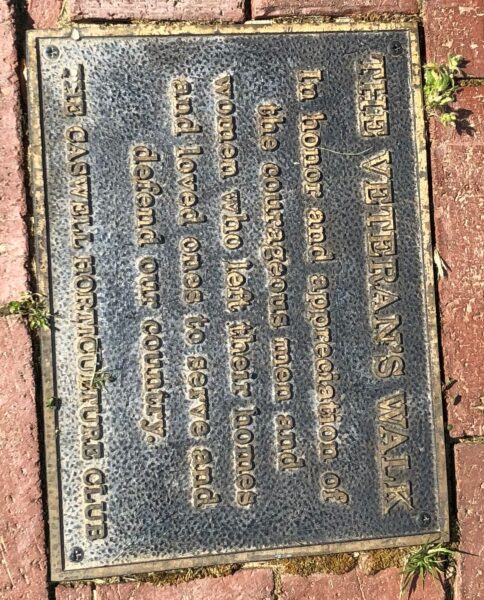 THE VETERANS WALK
In honor and appreciation of
the courageous men and
women who left their homes
and loved ones to serve and
defend our country.
THE CASWELL HORTICULTURE CLUB